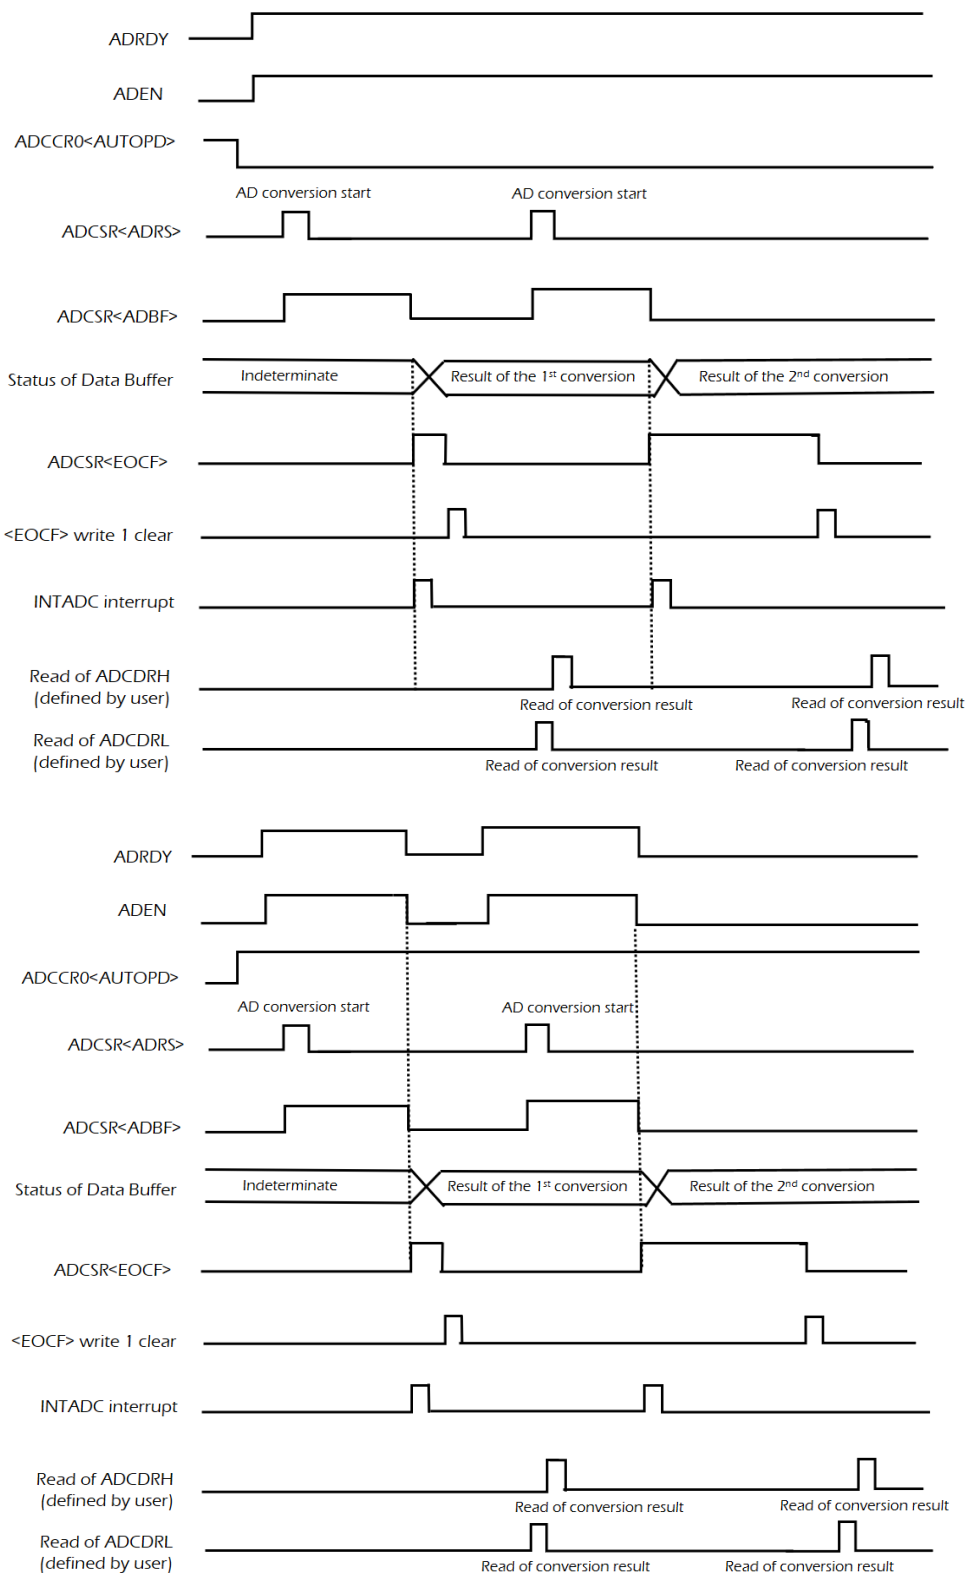 ADRDY
ADEN
ADCCR0<AUTOPD>
AD conversion start AD conversion start
ADCSR<ADRS>
ADCSR<ADBF>
Status of Data Buffer Indeterminate Result of the 1st conversion Result of the 2nd conversion
ADCSR<EOCF>
<EOCF> write 1 clear
INTADC interrupt
Read of ADCDRH
(defined by user)
Read of conversion result Read of conversion result
Read of ADCDRL
(defined by user)
Read of conversion result Read of conversion result
ADRDY
ADEN
ADCCR0<AUTOPD>
AD conversion start AD conversion start
ADCSR<ADRS>
ADCSR<ADBF>
Status of Data Buffer Indeterminate Result of the 1st conversion Result of the 2nd conversion
ADCSR<EOCF>
<EOCF> write 1 clear
INTADC interrupt
Read of ADCDRH
(defined by user)
Read of conversion result Read of conversion result
Read of ADCDRL
(defined by user)
Read of conversion result Read of conversion result